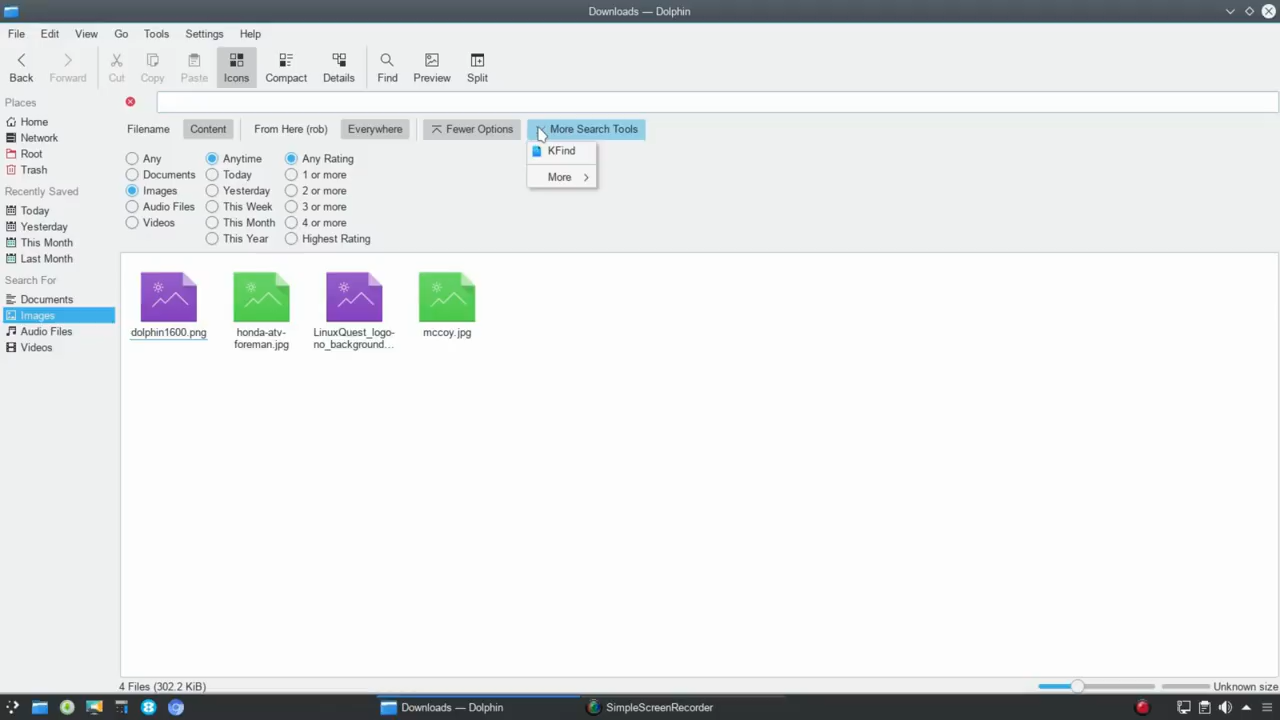 Downloads — Dolphin
File Edit View Go Tools Settings Help
Back Forward Cut Copy Paste Icons Compact Details Find Preview Split
Places
Home
Network
Root
Trash
Recently Saved
Today
Yesterday
This Month
Last Month
Search For
Documents
Images
Audio Files
Videos
Filename Content From Here (rob) Everywhere Fewer Options More Search Tools
KFind
More
Any Anytime Any Rating
Documents Today 1 or more
Images Yesterday 2 or more
Audio Files This Week 3 or more
Videos This Month 4 or more
This Year Highest Rating
dolphin1600.png
honda-atv-
foreman.jpg
LinuxQuest_logo-
no_background...
mccoy.jpg
4 Files (302.2 KiB) Unknown size
Downloads — Dolphin SimpleScreenRecorder